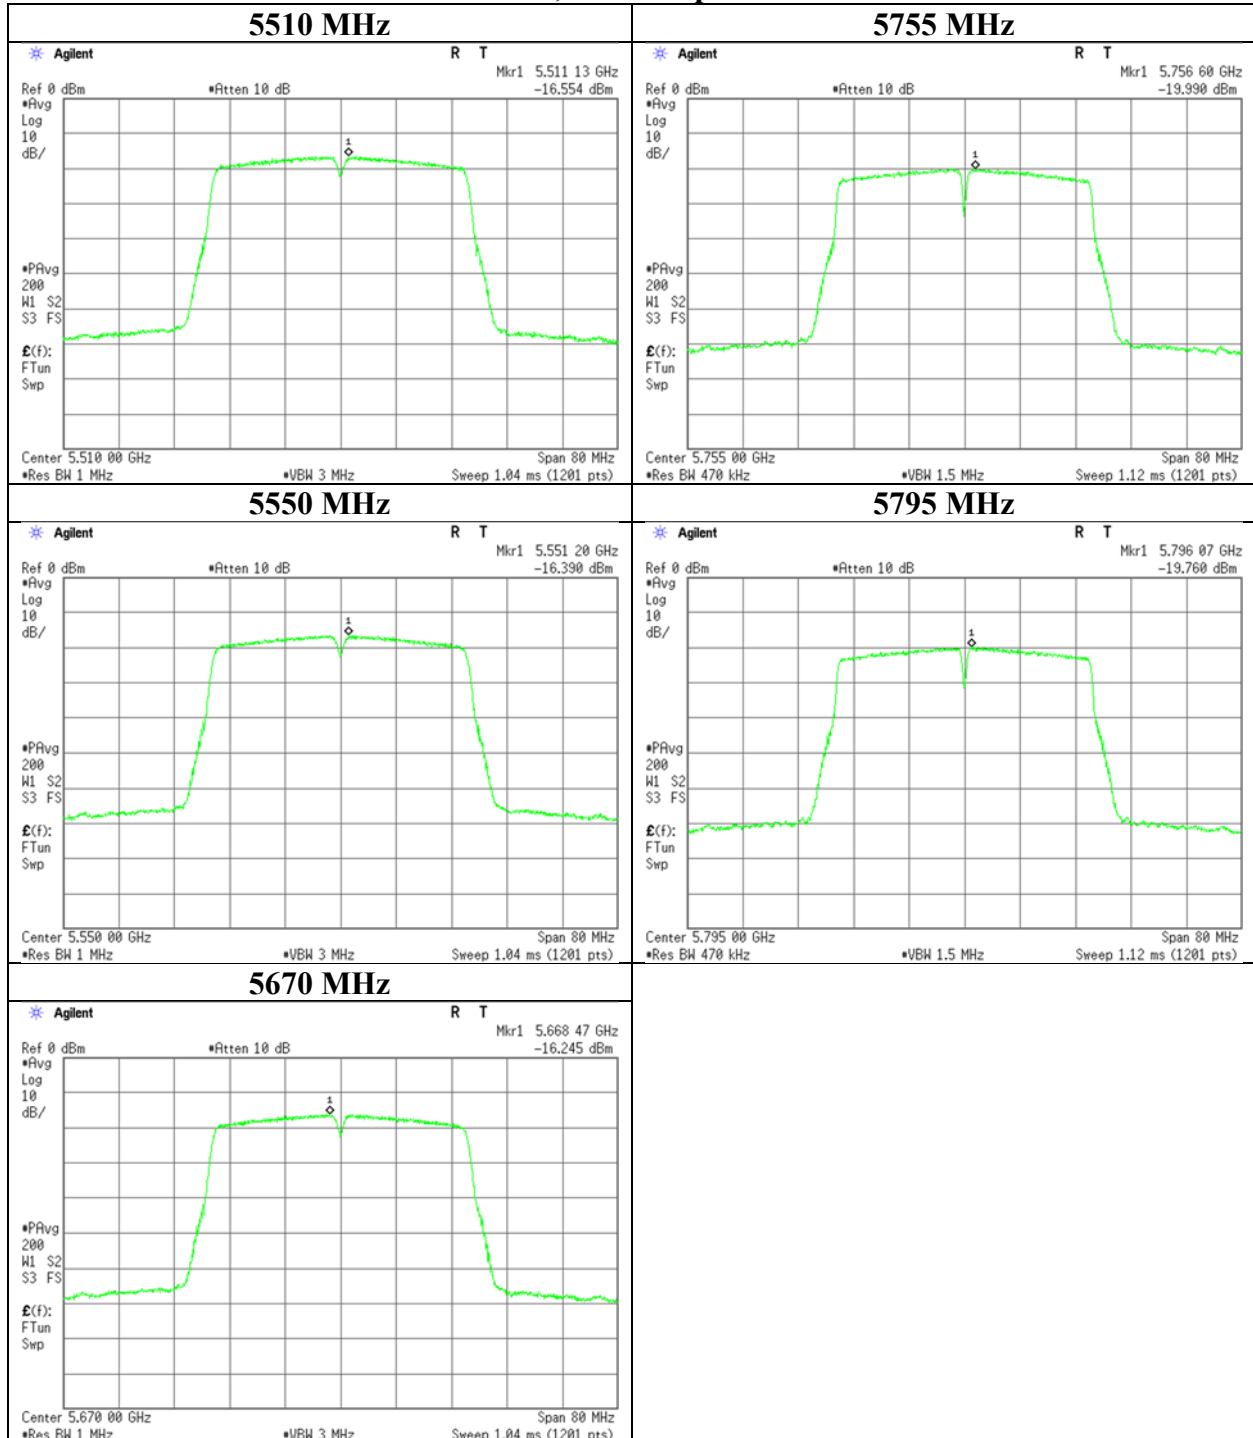 5510 MHz
Agilent R T
Mkr1 5.511 13 GHz
Ref 0 dBm #Atten 10 dB -16.554 dBm
#Avg
Log
10
dB/
1
#PAvg
200
W1 S2
S3 FS
£(f):
FTun
Swp
Center 5.510 00 GHz Span 80 MHz
#Res BW 1 MHz #VBW 3 MHz Sweep 1.04 ms (1201 pts)
5755 MHz
Agilent R T
Mkr1 5.756 60 GHz
Ref 0 dBm #Atten 10 dB -19.990 dBm
#Avg
Log
10
dB/
1
#PAvg
200
W1 S2
S3 FS
£(f):
FTun
Swp
Center 5.755 00 GHz Span 80 MHz
#Res BW 470 kHz #VBW 1.5 MHz Sweep 1.12 ms (1201 pts)
5550 MHz
Agilent R T
Mkr1 5.551 20 GHz
Ref 0 dBm #Atten 10 dB -16.390 dBm
#Avg
Log
10
dB/
1
#PAvg
200
W1 S2
S3 FS
£(f):
FTun
Swp
Center 5.550 00 GHz Span 80 MHz
#Res BW 1 MHz #VBW 3 MHz Sweep 1.04 ms (1201 pts)
5795 MHz
Agilent R T
Mkr1 5.796 07 GHz
Ref 0 dBm #Atten 10 dB -19.760 dBm
#Avg
Log
10
dB/
1
#PAvg
200
W1 S2
S3 FS
£(f):
FTun
Swp
Center 5.795 00 GHz Span 80 MHz
#Res BW 470 kHz #VBW 1.5 MHz Sweep 1.12 ms (1201 pts)
5670 MHz
Agilent R T
Mkr1 5.668 47 GHz
Ref 0 dBm #Atten 10 dB -16.245 dBm
#Avg
Log
10
dB/
1
#PAvg
200
W1 S2
S3 FS
£(f):
FTun
Swp
Center 5.670 00 GHz Span 80 MHz
#Res BW 1 MHz #VBW 3 MHz Sweep 1.04 ms (1201 pts)